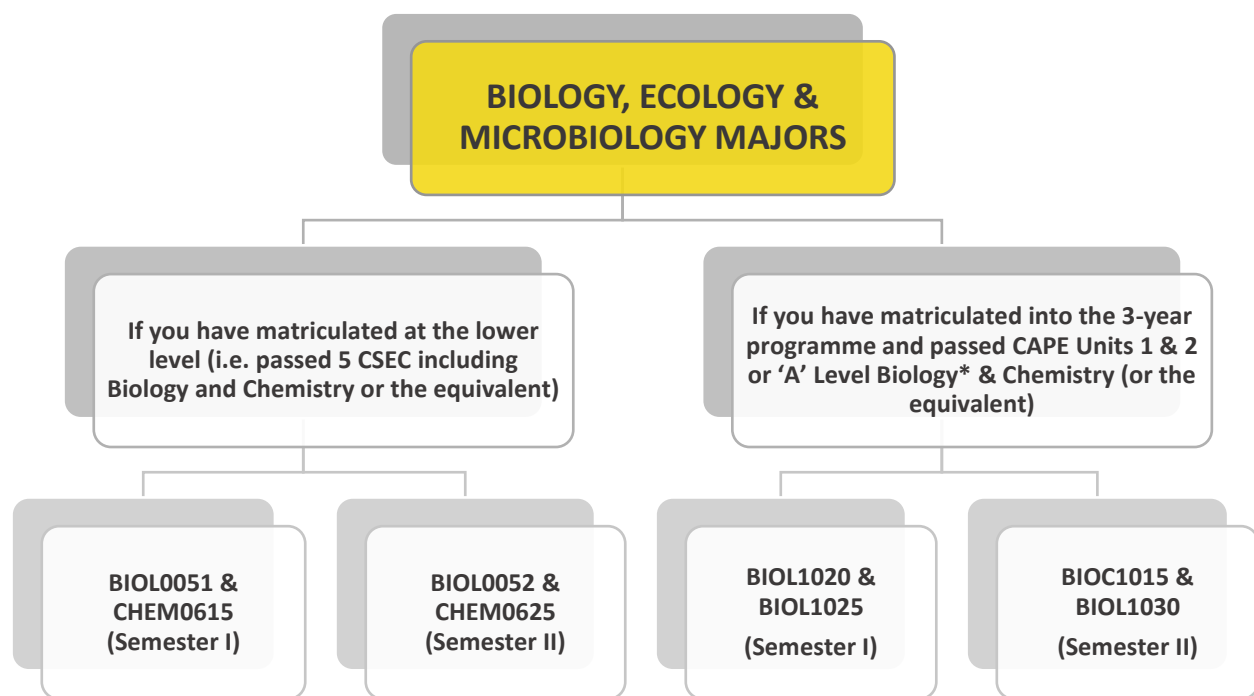 BIOLOGY, ECOLOGY &
MICROBIOLOGY MAJORS
If you have matriculated at the lower
level (i.e. passed 5 CSEC including
Biology and Chemistry or the equivalent)
If you have matriculated into the 3-year
programme and passed CAPE Units 1 & 2
or ‘A’ Level Biology* & Chemistry (or the
equivalent)
BIOL0051 &
CHEM0615
(Semester I)
BIOL0052 &
CHEM0625
(Semester II)
BIOL1020 &
BIOL1025
(Semester I)
BIOC1015 &
BIOL1030
(Semester II)